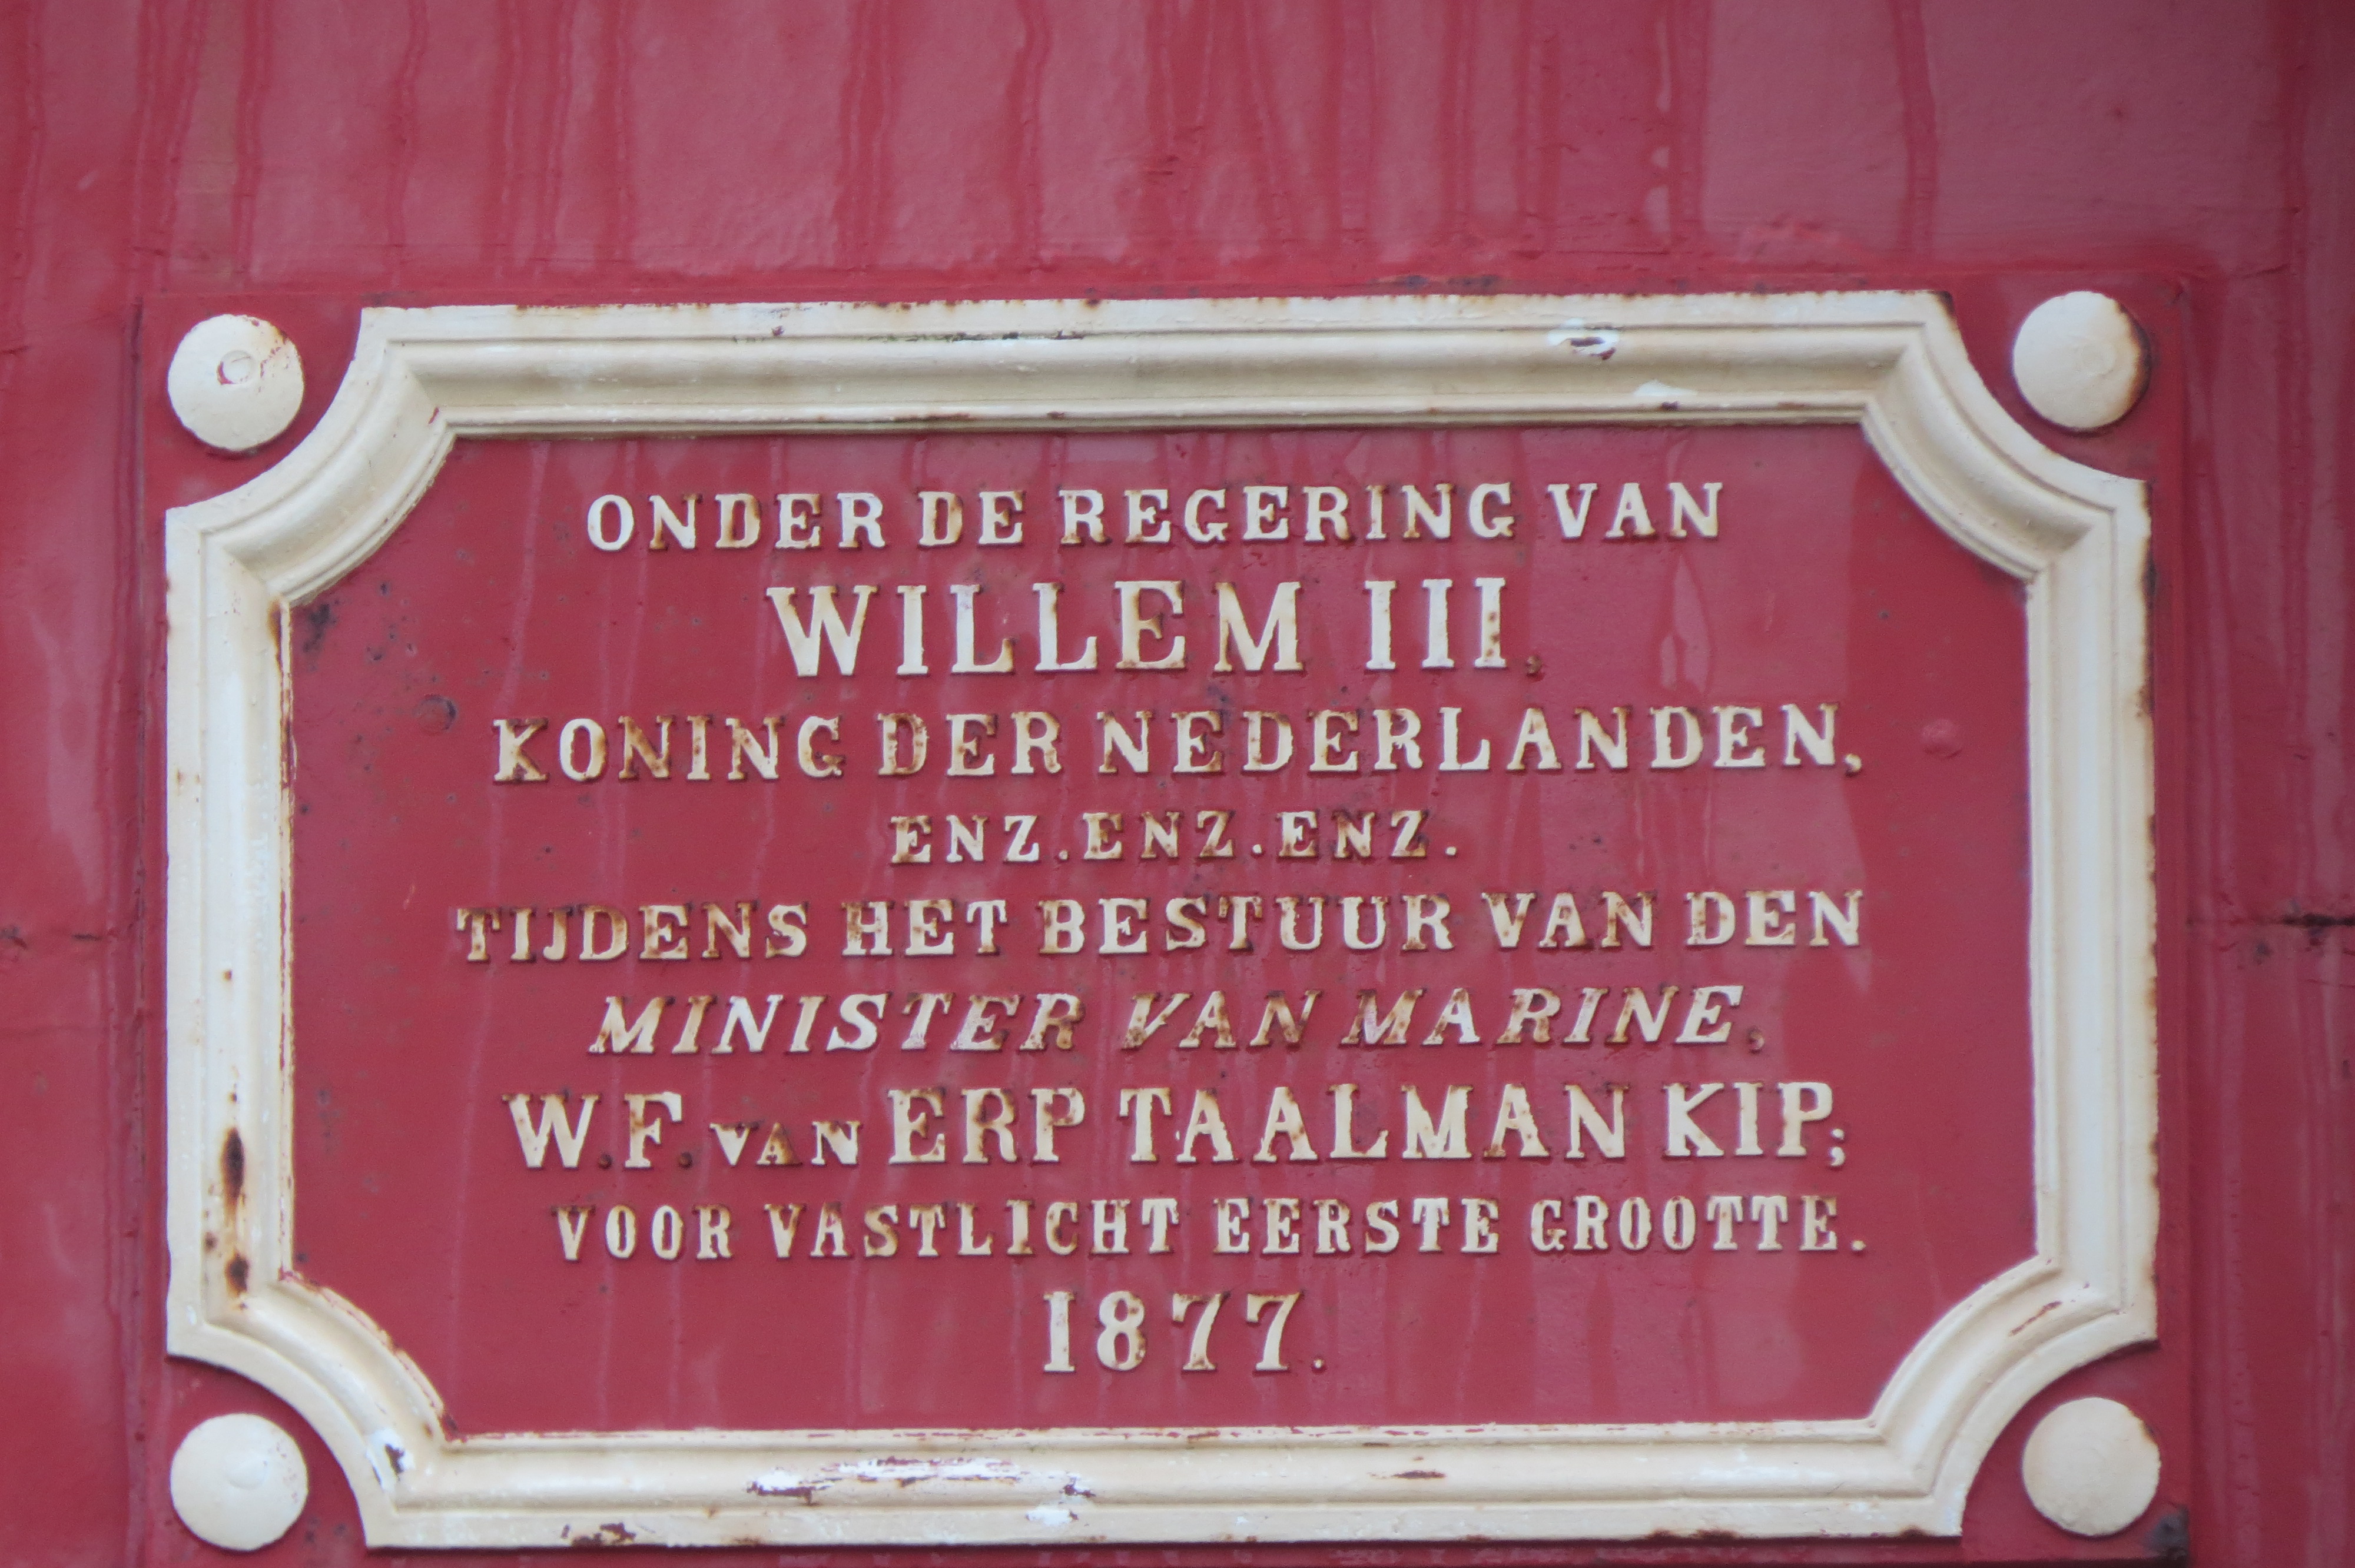 ONDER DE REGERING VAN
WILLEM III,
KONING DER NEDERLANDEN,
ENZ. ENZ. ENZ.
TIJDENS HET BESTUUR VAN DEN
MINISTER VAN MARINE,
W. F. VAN ERP TAALMAN KIP;
VOOR VASTLICHT EERSTE GROOTTE.
1877.